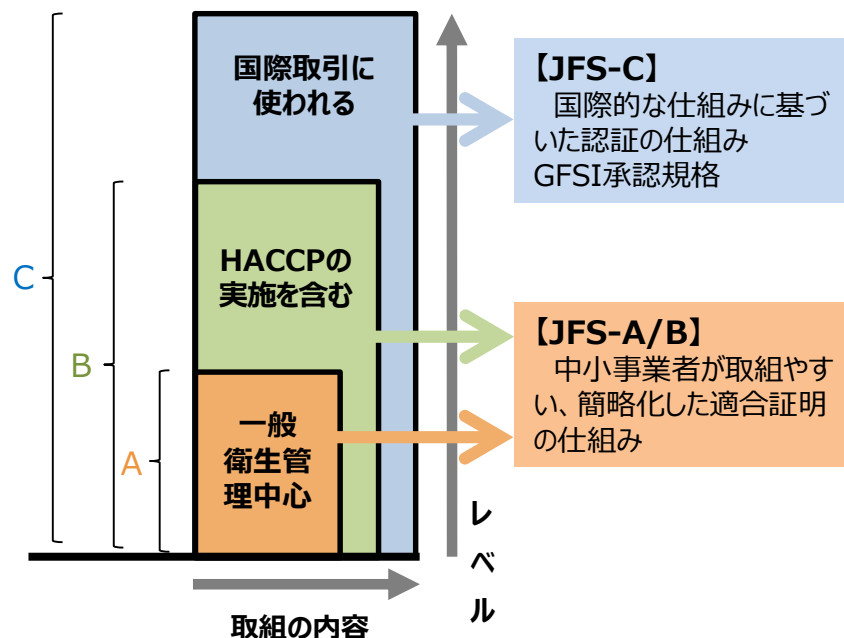 国際取引に
使われる
【JFS-C】
　国際的な仕組みに基づ
いた認証の仕組み
GFSI承認規格
C
HACCPの
実施を含む
B
【JFS-A/B】
　中小事業者が取組やす
い、簡略化した適合証明
の仕組み
A
一般
衛生管
理中心
レベル
取組の内容